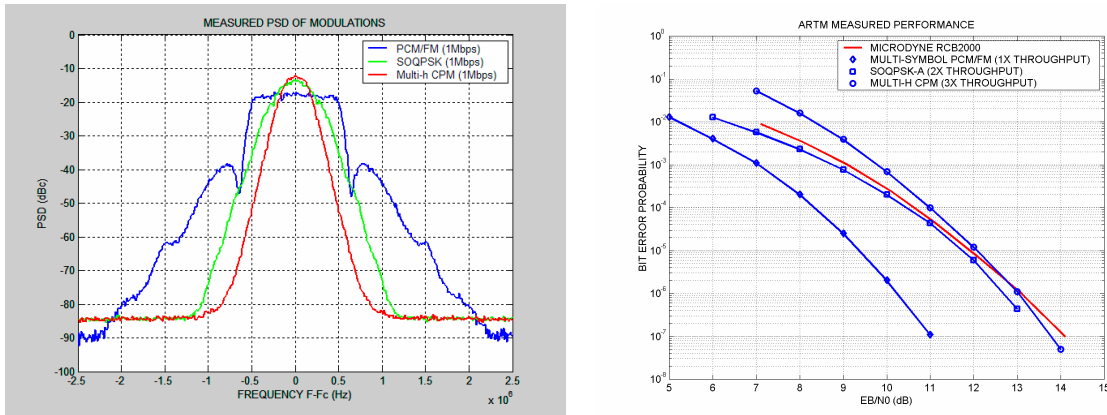 MEASURED PSD OF MODULATIONS
PCM/FM (1Mbps)
SOQPSK (1Mbps)
Multi-h CPM (1Mbps)
PSD (dBc)
0
-10
-20
-30
-40
-50
-60
-70
-80
-90
-100
-2.5 -2 -1.5 -1 -0.5 0 0.5 1 1.5 2 2.5
FREQUENCY F-Fc (Hz)
x 10^6
ARTM MEASURED PERFORMANCE
MICRODYNE RCB2000
MULTI-SYMBOL PCM/FM (1X THROUGHPUT)
SOQPSK-A (2X THROUGHPUT)
MULTI-H CPM (3X THROUGHPUT)
BIT ERROR PROBABILITY
10^0
10^-1
10^-2
10^-3
10^-4
10^-5
10^-6
10^-7
10^-8
5 6 7 8 9 10 11 12 13 14 15
EB/N0 (dB)